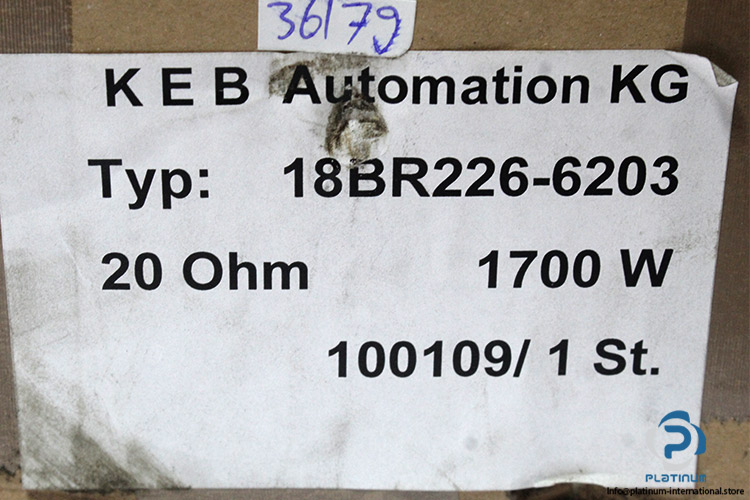 36179
K E B Automation KG
Typ: 18BR226-6203
20 Ohm 1700 W
100109/ 1 St.
PLATINUM
info@platinum-international.store